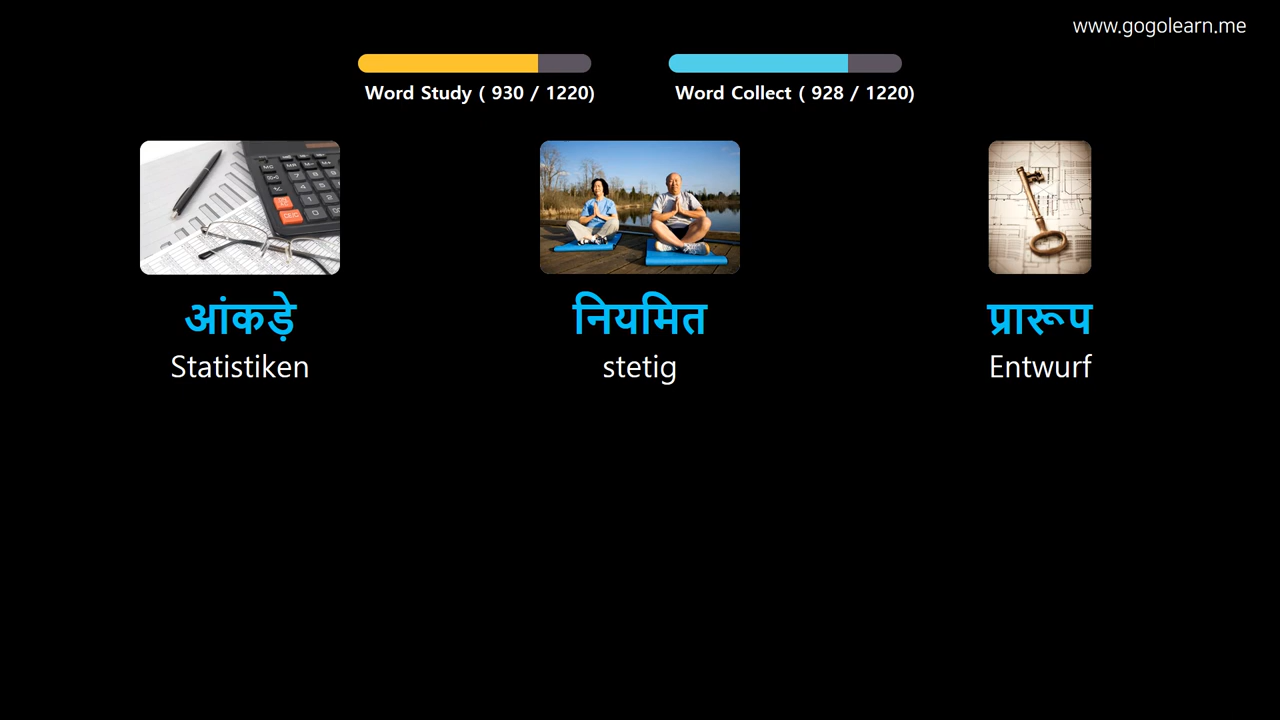 www.gogolearn.me
Word Study ( 930 / 1220)
Word Collect ( 928 / 1220)
आंकड़े
नियमित
प्रारूप
Statistiken
stetig
Entwurf